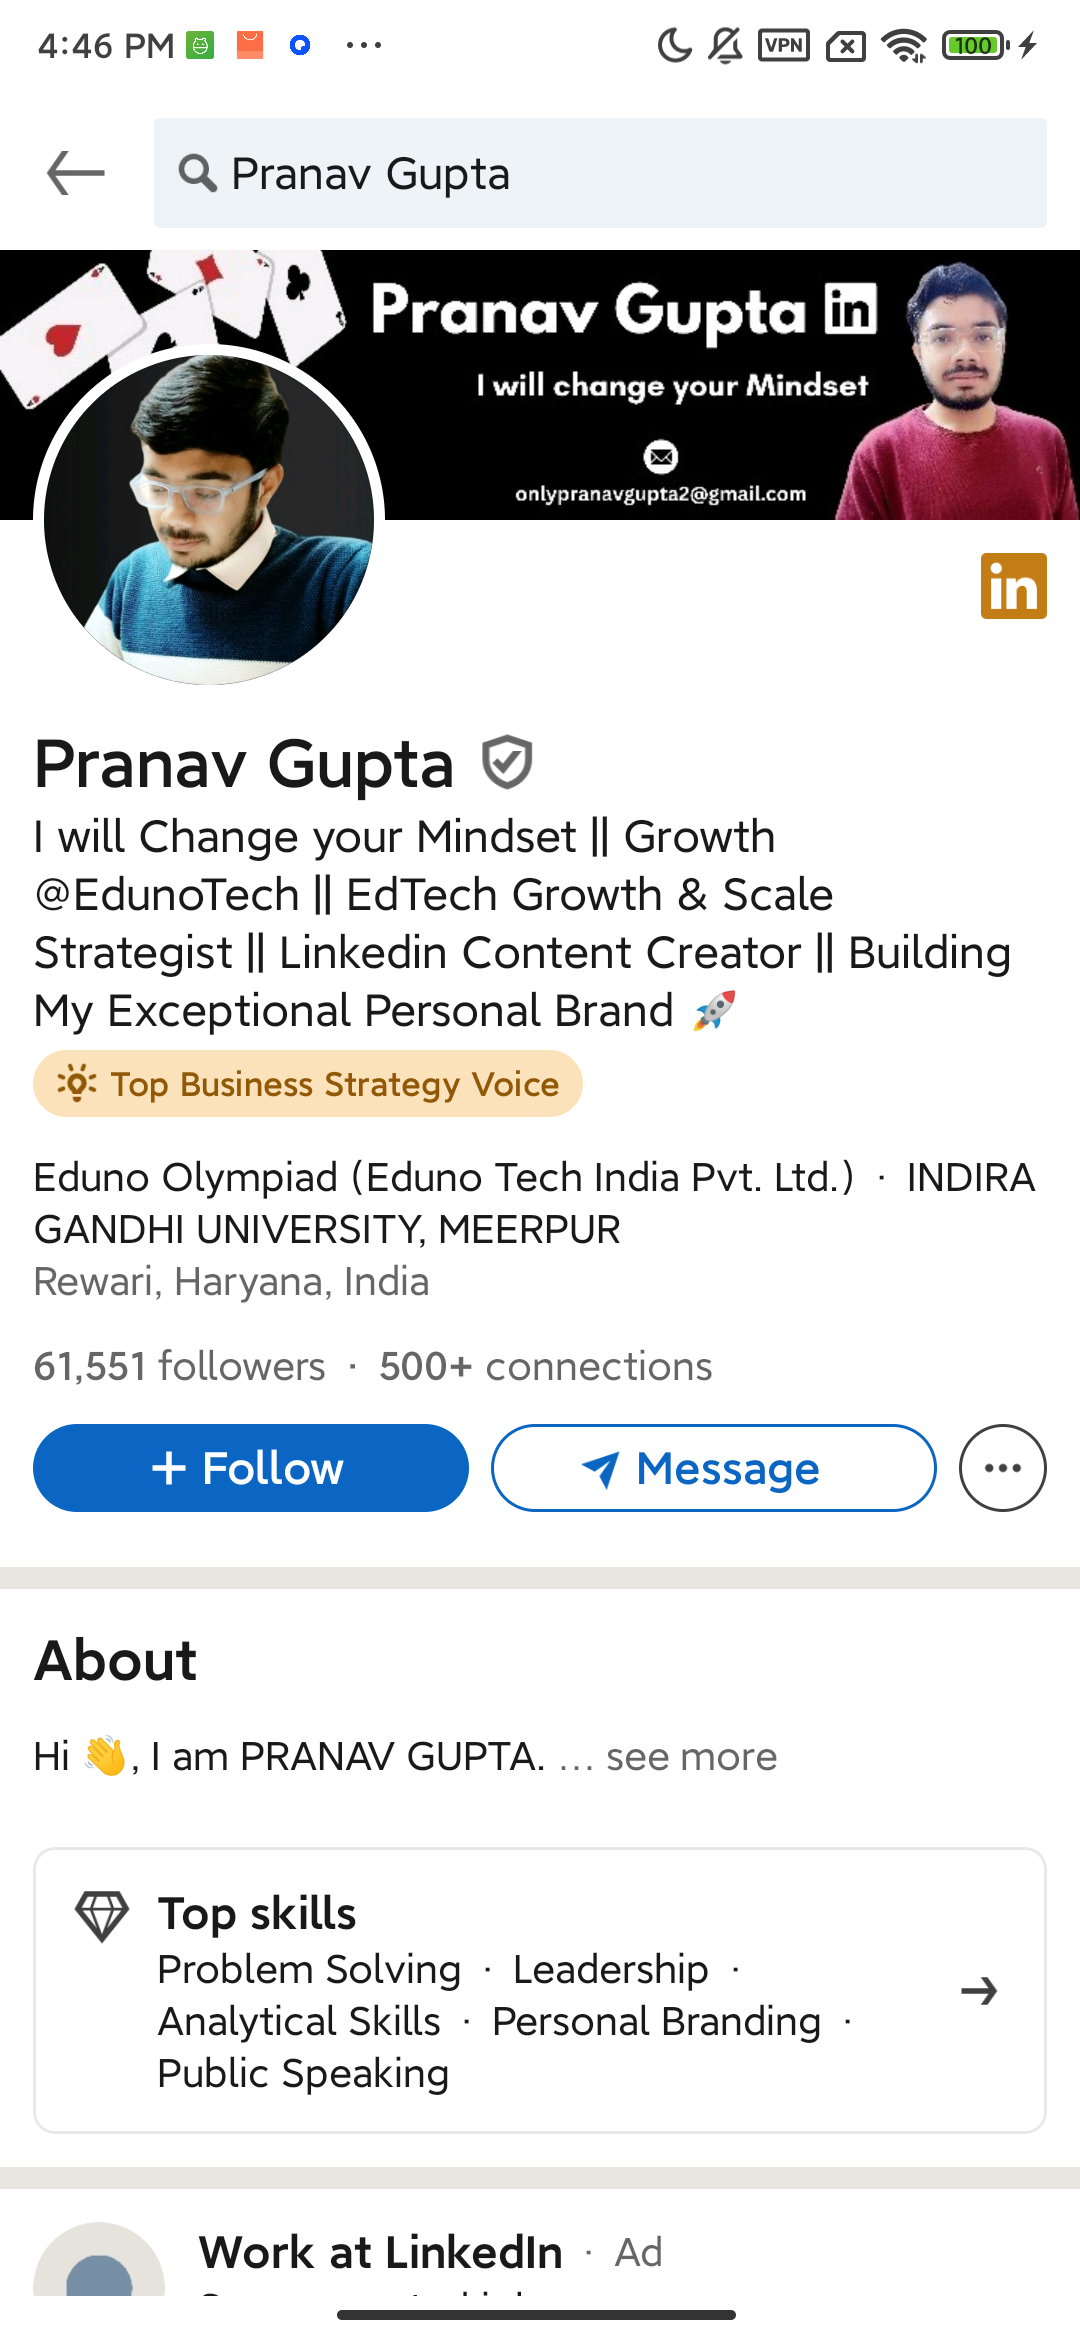 4:46 PM
VPN
100
Pranav Gupta
Pranav Gupta in
I will change your Mindset
onlypranavgupta2@gmail.com
in
Pranav Gupta
I will Change your Mindset || Growth
@EdunoTech || EdTech Growth & Scale
Strategist || Linkedin Content Creator || Building
My Exceptional Personal Brand 🚀
Top Business Strategy Voice
Eduno Olympiad (Eduno Tech India Pvt. Ltd.) · INDIRA
GANDHI UNIVERSITY, MEERPUR
Rewari, Haryana, India
61,551 followers · 500+ connections
+ Follow
Message
About
Hi 👋, I am PRANAV GUPTA. ... see more
Top skills
Problem Solving · Leadership ·
Analytical Skills · Personal Branding ·
Public Speaking
Work at LinkedIn · Ad